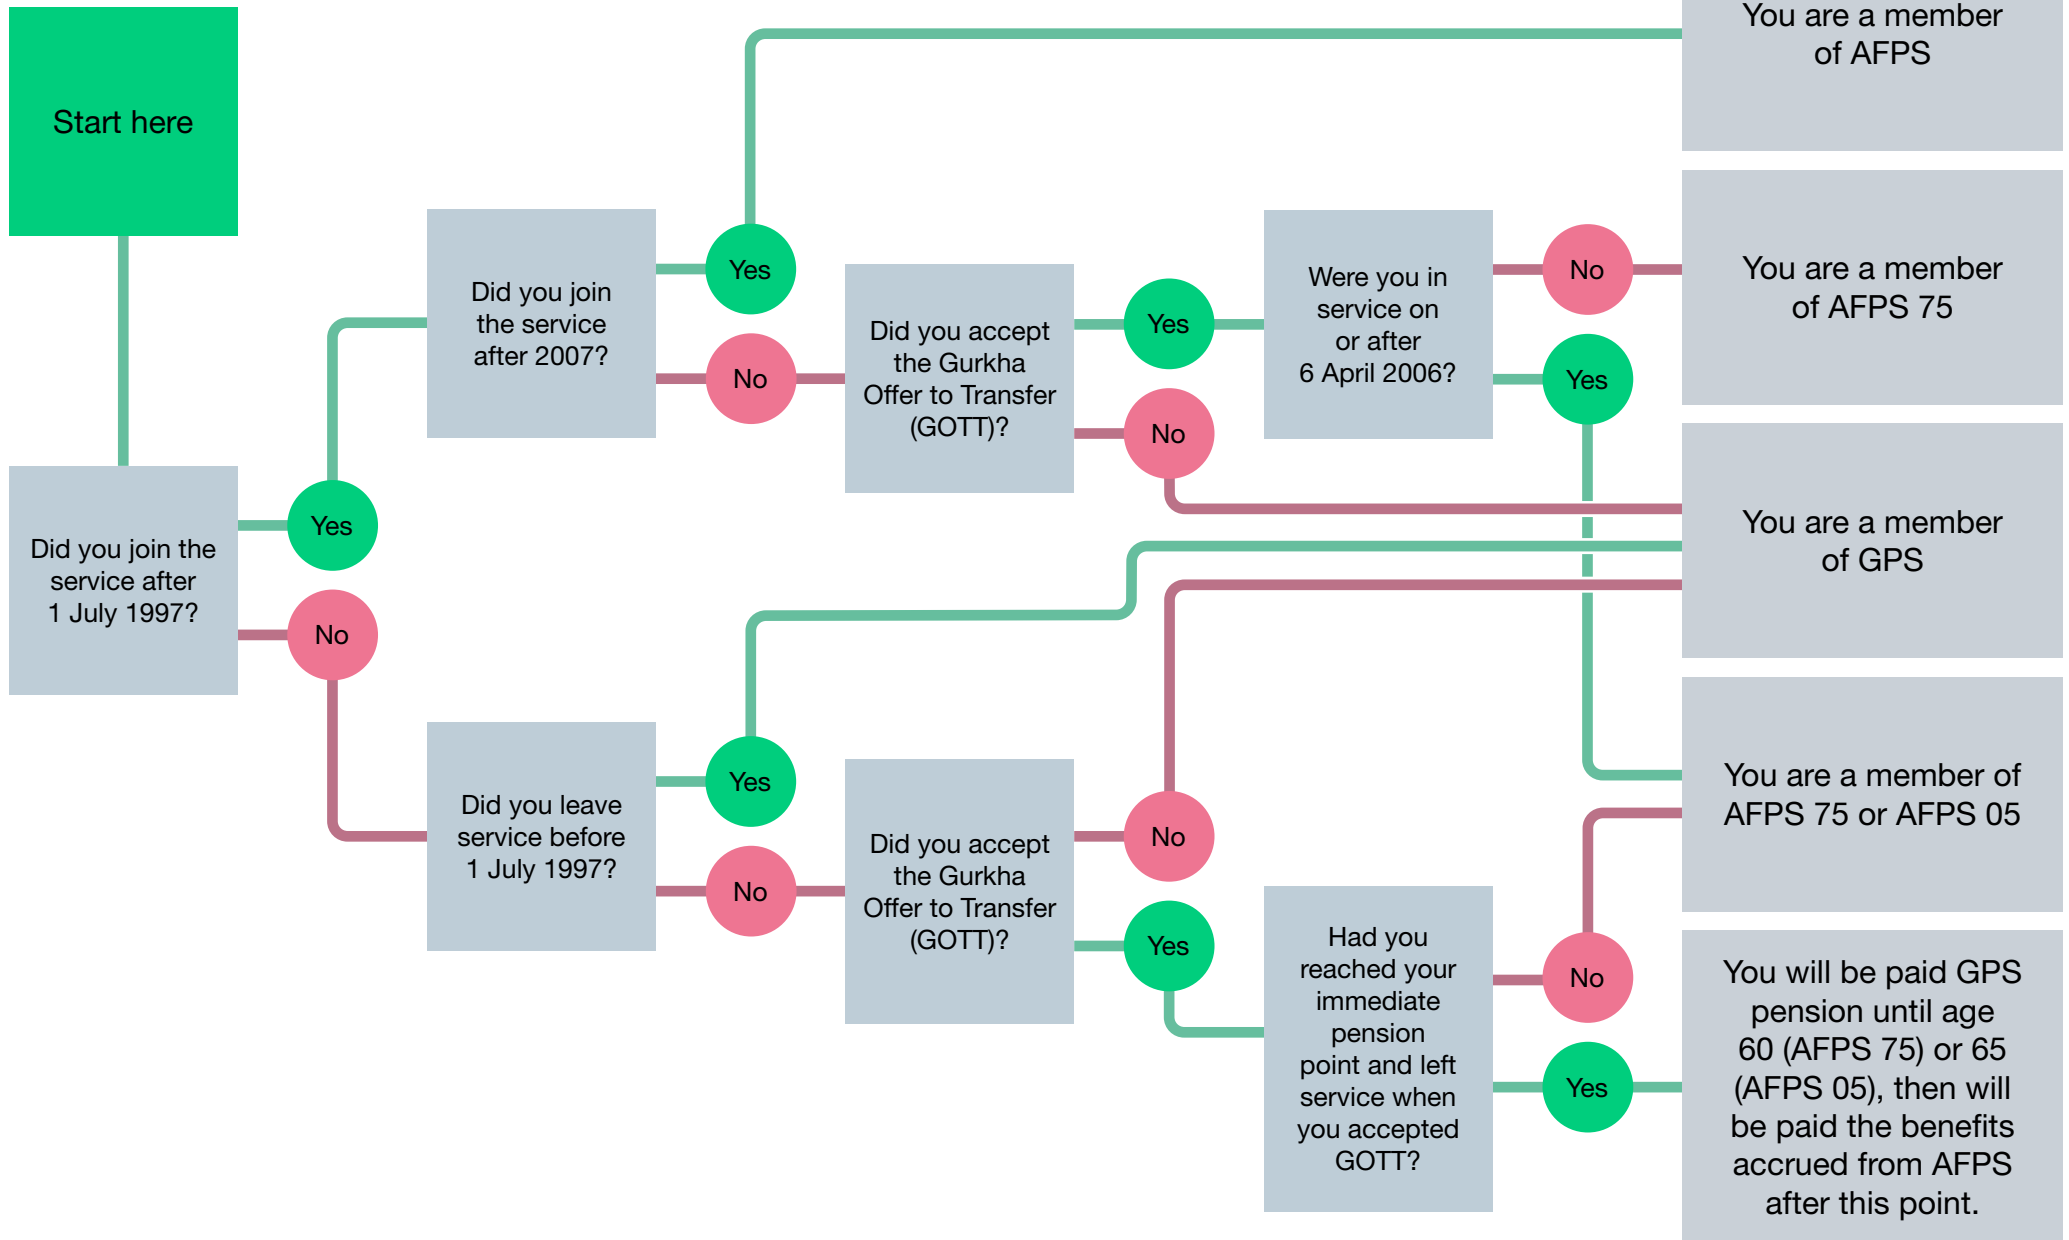 Start here
Did you join the
service after
1 July 1997?
Yes
No
Did you join
the service
after 2007?
Yes
No
Did you accept
the Gurkha
Offer to Transfer
(GOTT)?
Yes
No
Were you in
service on
or after
6 April 2006?
No
Yes
Did you leave
service before
1 July 1997?
Yes
No
Did you accept
the Gurkha
Offer to Transfer
(GOTT)?
No
Yes
Had you
reached your
immediate
pension
point and left
service when
you accepted
GOTT?
No
Yes
You are a member
of AFPS
You are a member
of AFPS 75
You are a member
of GPS
You are a member of
AFPS 75 or AFPS 05
You will be paid GPS
pension until age
60 (AFPS 75) or 65
(AFPS 05), then will
be paid the benefits
accrued from AFPS
after this point.